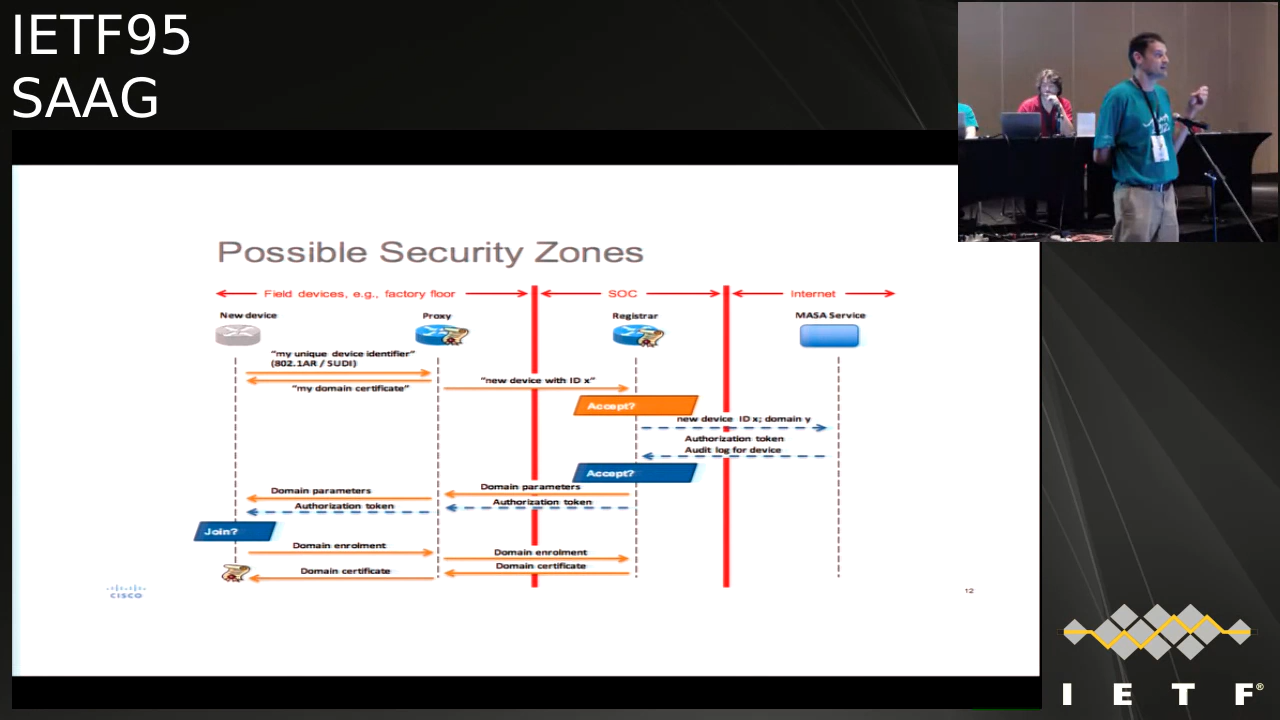 IETF95
SAAG
Possible Security Zones
Field devices, e.g., factory floor
SOC
Internet
New device
Proxy
Registrar
MASA Service
"my unique device identifier"
(802.1AR / SUDI)
"my domain certificate"
"new device with ID x"
Accept?
new device ID x; domain y
Authorization token
Audit log for device
Accept?
Domain parameters
Domain parameters
Authorization token
Authorization token
Join?
Domain enrolment
Domain enrolment
Domain certificate
Domain certificate
CISCO
12
IETF®